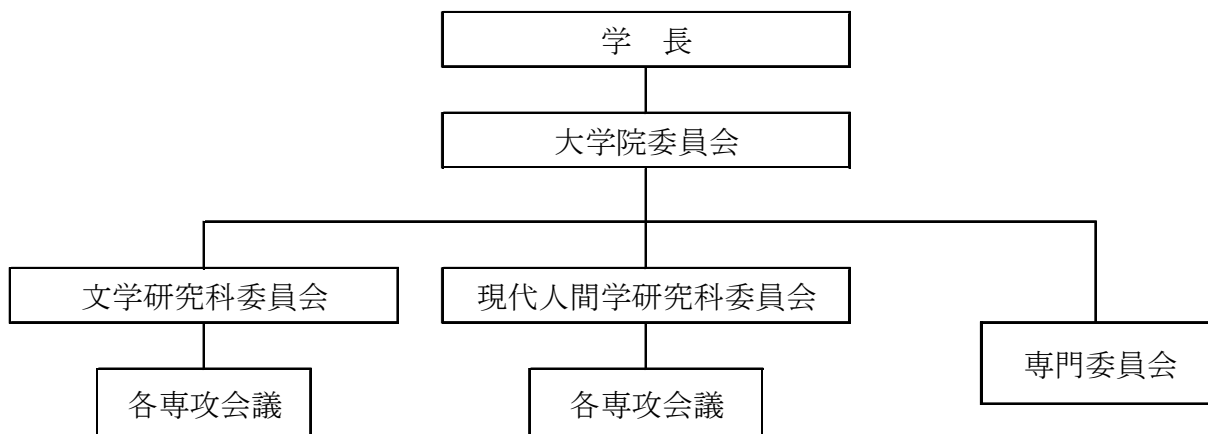 学　長
大学院委員会
文学研究科委員会
現代人間学研究科委員会
専門委員会
各専攻会議
各専攻会議